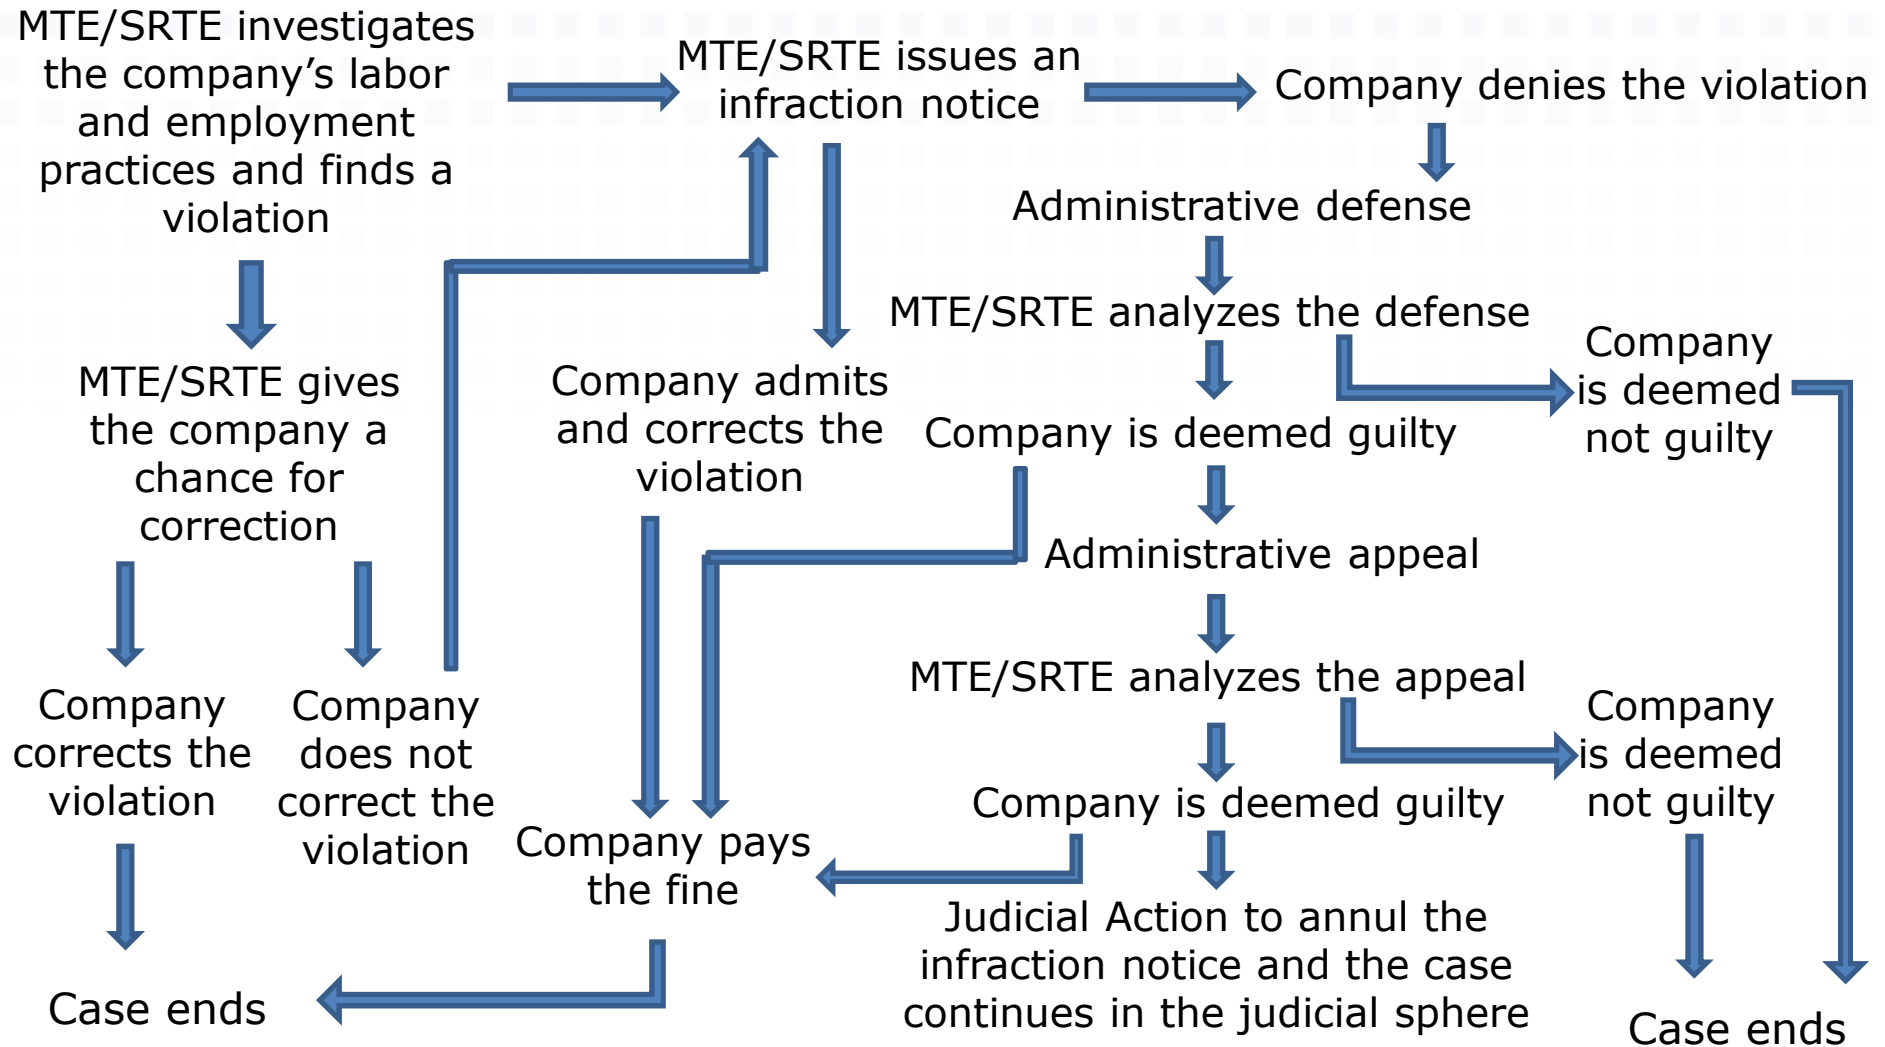 MTE/SRTE investigates
the company’s labor
and employment
practices and finds a
violation
MTE/SRTE issues an
infraction notice
Company denies the violation
Administrative defense
MTE/SRTE analyzes the defense
Company
is deemed
not guilty
MTE/SRTE gives
the company a
chance for
correction
Company admits
and corrects the
violation
Company is deemed guilty
Administrative appeal
MTE/SRTE analyzes the appeal
Company
is deemed
not guilty
Company
corrects the
violation
Company
does not
correct the
violation
Company is deemed guilty
Company pays
the fine
Judicial Action to annul the
infraction notice and the case
continues in the judicial sphere
Case ends
Case ends